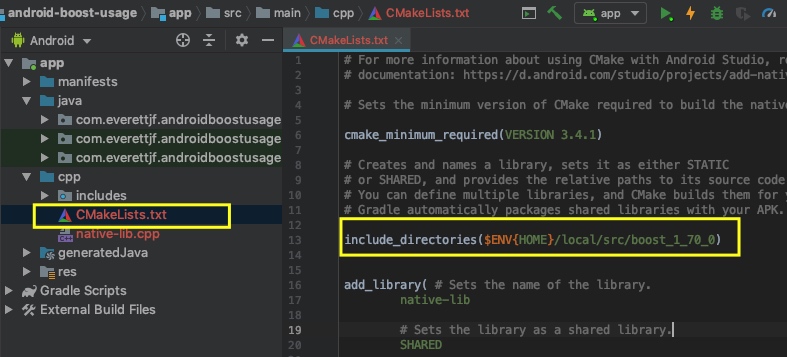 android-boost-usage app src main cpp CMakeLists.txt app
Android
CMakeLists.txt
app
manifests
java
com.everettjf.androidboostusage
com.everettjf.androidboostusage
com.everettjf.androidboostusage
cpp
includes
CMakeLists.txt
native-lib.cpp
generatedJava
res
Gradle Scripts
External Build Files
1 # For more information about using CMake with Android Studio, r
2 # documentation: https://d.android.com/studio/projects/add-nati
3
4 # Sets the minimum version of CMake required to build the native
5
6 cmake_minimum_required(VERSION 3.4.1)
7
8 # Creates and names a library, sets it as either STATIC
9 # or SHARED, and provides the relative paths to its source code
10 # You can define multiple libraries, and CMake builds them for y
11 # Gradle automatically packages shared libraries with your APK.
12
13 include_directories($ENV{HOME}/local/src/boost_1_70_0)
14
15
16 add_library( # Sets the name of the library.
17 native-lib
18
19 # Sets the library as a shared library.
20 SHARED